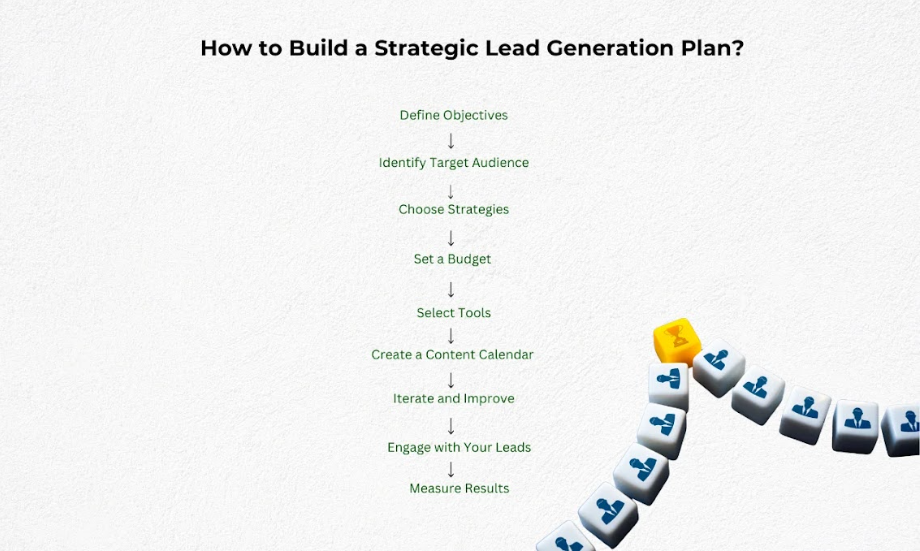 How to Build a Strategic Lead Generation Plan?
Define Objectives
Identify Target Audience
Choose Strategies
Set a Budget
Select Tools
Create a Content Calendar
Iterate and Improve
Engage with Your Leads
Measure Results